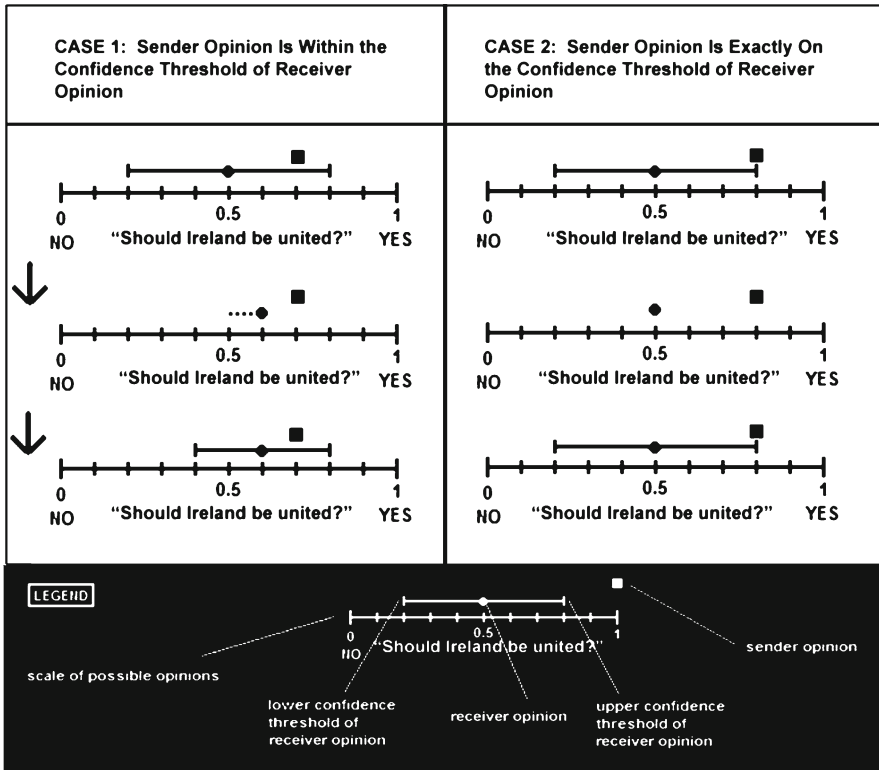 CASE 1: Sender Opinion Is Within the
Confidence Threshold of Receiver
Opinion
CASE 2: Sender Opinion Is Exactly On
the Confidence Threshold of Receiver
Opinion
0 0.5 1
NO "Should Ireland be united?" YES
0 0.5 1
NO "Should Ireland be united?" YES
0 0.5 1
NO "Should Ireland be united?" YES
0 0.5 1
NO "Should Ireland be united?" YES
0 0.5 1
NO "Should Ireland be united?" YES
0 0.5 1
NO "Should Ireland be united?" YES
LEGEND
0 0.5 1
NO "Should Ireland be united?"
scale of possible opinions
sender opinion
lower confidence
threshold of
receiver opinion
receiver opinion
upper confidence
threshold of
receiver opinion